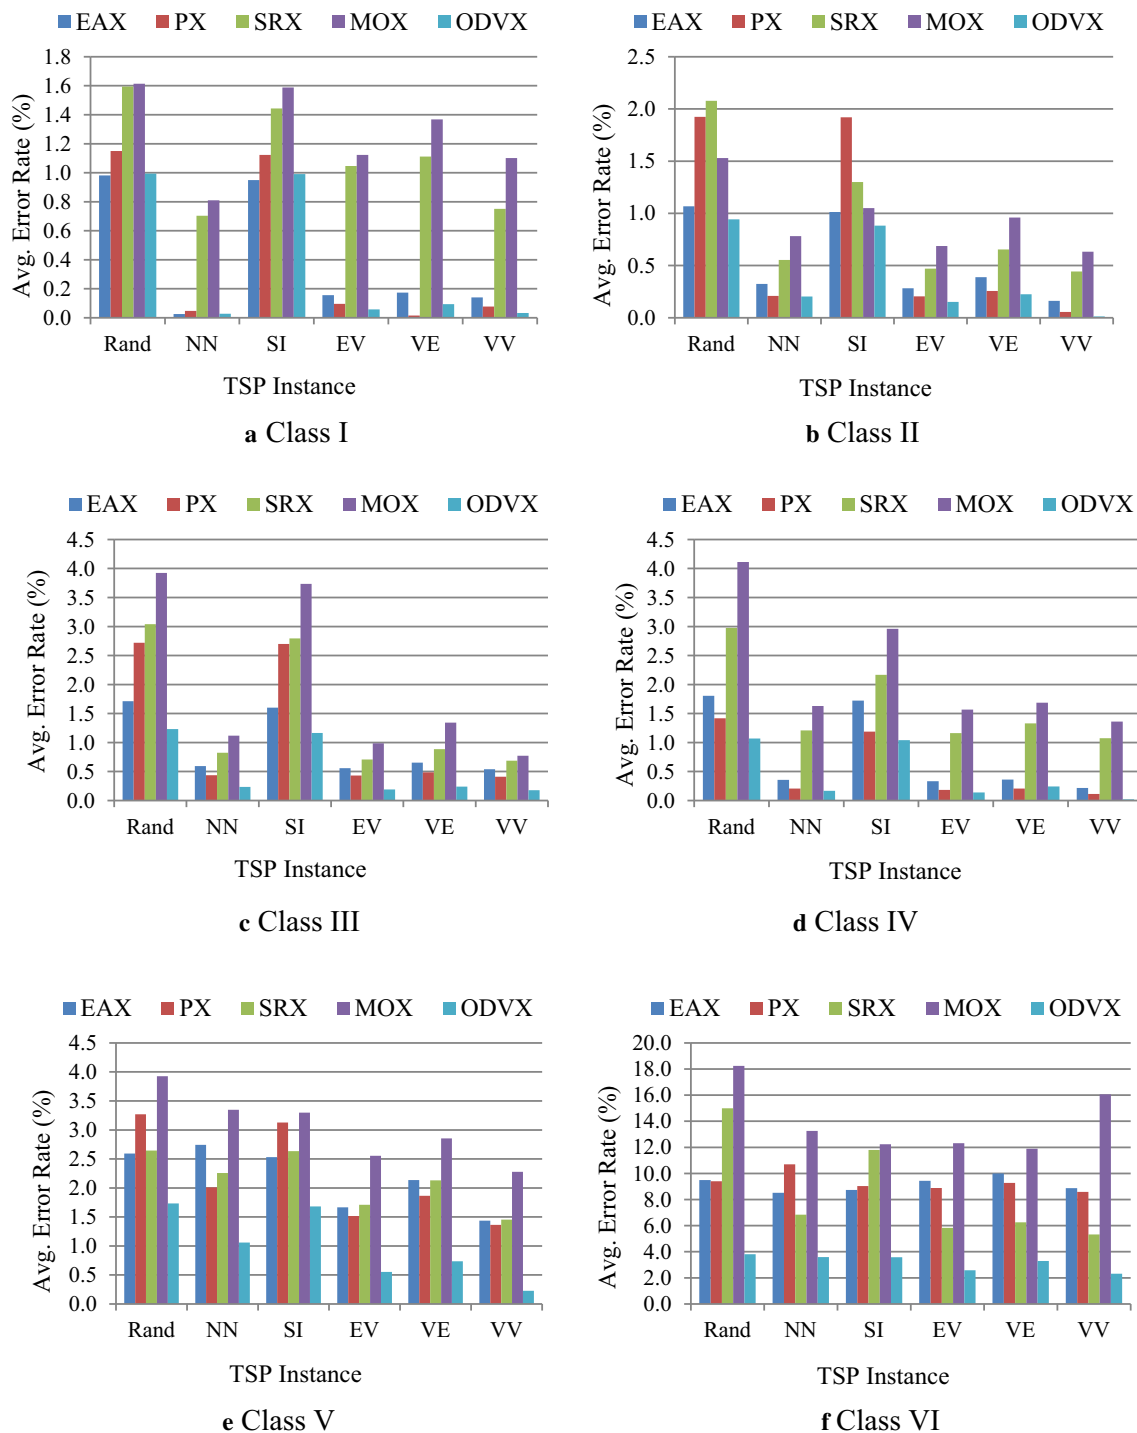 EAX PX SRX MOX ODVX
1.8
1.6
1.4
1.2
1.0
0.8
0.6
0.4
0.2
0.0
Avg. Error Rate (%)
Rand NN SI EV VE VV
TSP Instance
a Class I
EAX PX SRX MOX ODVX
2.5
2.0
1.5
1.0
0.5
0.0
Avg. Error Rate (%)
Rand NN SI EV VE VV
TSP Instance
b Class II
EAX PX SRX MOX ODVX
4.5
4.0
3.5
3.0
2.5
2.0
1.5
1.0
0.5
0.0
Avg. Error Rate (%)
Rand NN SI EV VE VV
TSP Instance
c Class III
EAX PX SRX MOX ODVX
4.5
4.0
3.5
3.0
2.5
2.0
1.5
1.0
0.5
0.0
Avg. Error Rate (%)
Rand NN SI EV VE VV
TSP Instance
d Class IV
EAX PX SRX MOX ODVX
4.5
4.0
3.5
3.0
2.5
2.0
1.5
1.0
0.5
0.0
Avg. Error Rate (%)
Rand NN SI EV VE VV
TSP Instance
e Class V
EAX PX SRX MOX ODVX
20.0
18.0
16.0
14.0
12.0
10.0
8.0
6.0
4.0
2.0
0.0
Avg. Error Rate (%)
Rand NN SI EV VE VV
TSP Instance
f Class VI